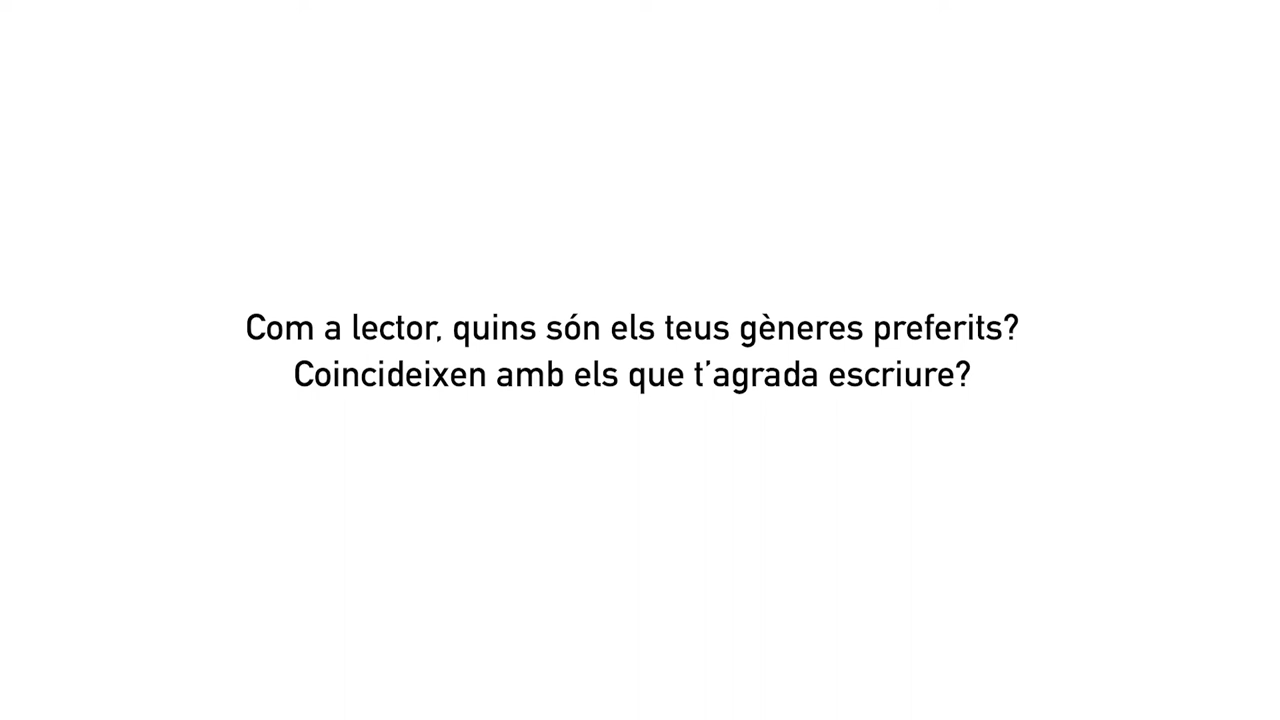 Com a lector, quins són els teus gèneres preferits?
Coincideixen amb els que t’agrada escriure?